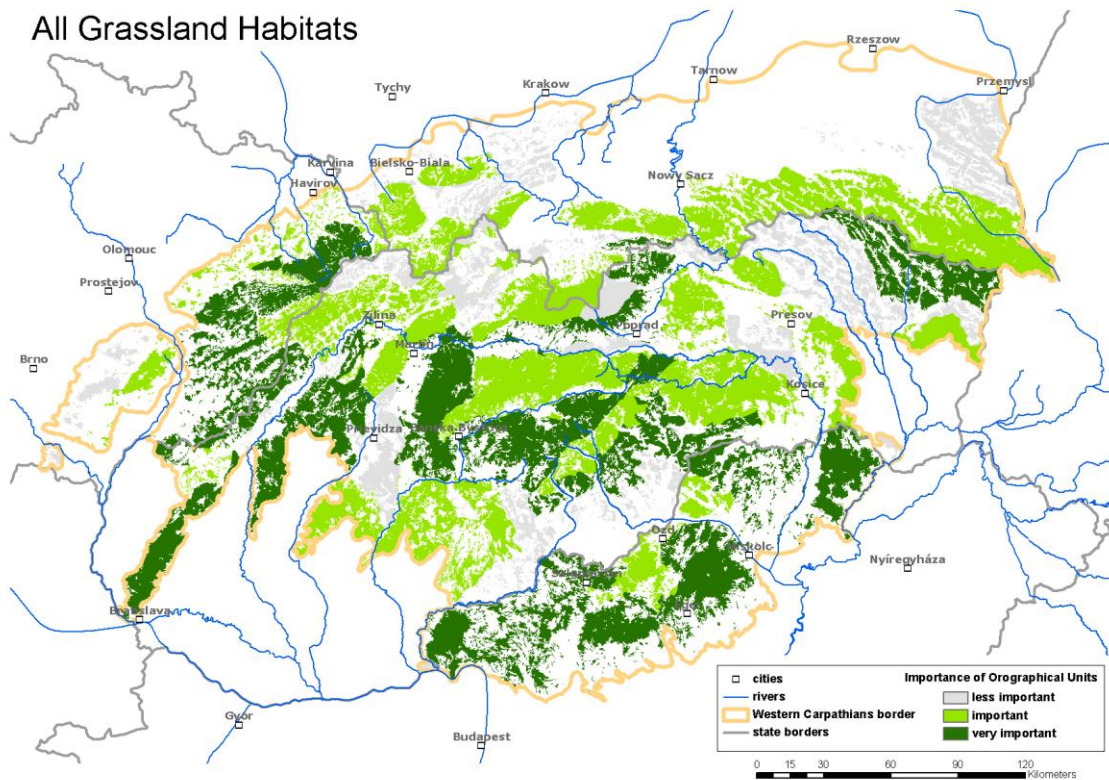 All Grassland Habitats
Rzeszow
Tarnow
Krakow
Tychy
Przemysl
Karvina
Bielsko-Biala
Havirov
Nowy Sacz
Olomouc
Prostejov
Zilina
Presov
Poprad
Martin
Brno
Kosice
Prievidza
Banska Bystrica
Ozd
Miskolc
Nyíregyháza
Bratislava
Győr
Budapest
cities
rivers
Western Carpathians border
state borders
Importance of Orographical Units
less important
important
very important
0 15 30 60 90 120
Kilometers